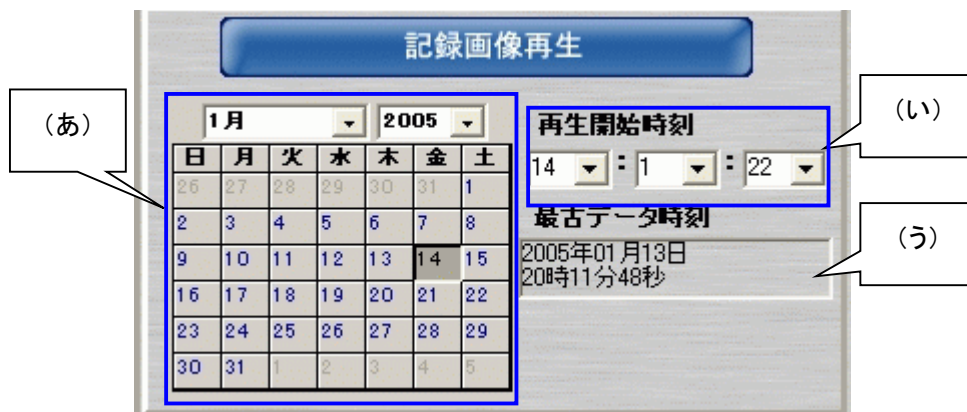 記録画像再生
(あ)
1月 2005
日 月 火 水 木 金 土
26 27 28 29 30 31 1
2 3 4 5 6 7 8
9 10 11 12 13 14 15
16 17 18 19 20 21 22
23 24 25 26 27 28 29
30 31 1 2 3 4 5
(い)
再生開始時刻
14 : 1 : 22
最古データ時刻
(う)
2005年01月13日
20時11分48秒